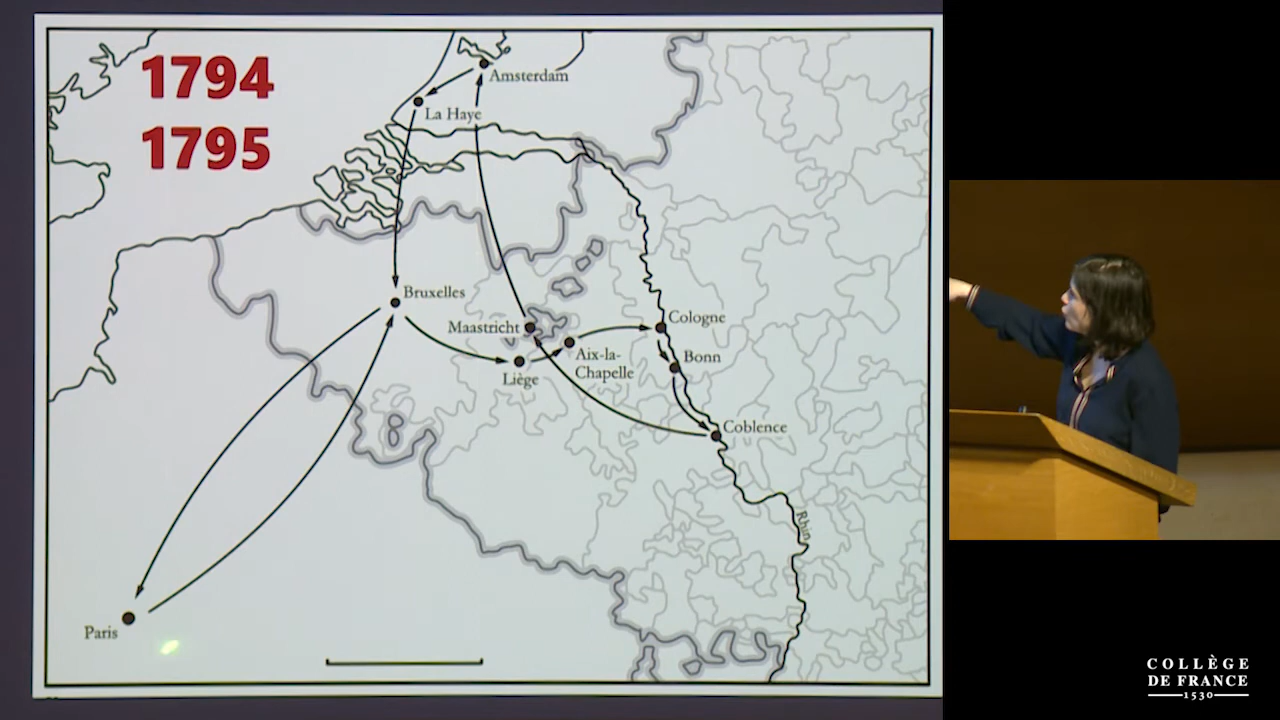 1794
1795
Amsterdam
La Haye
Bruxelles
Maastricht
Cologne
Liège
Aix-la-
Chapelle
Bonn
Coblence
Rhin
Paris
COLLÈGE
DE FRANCE
1530